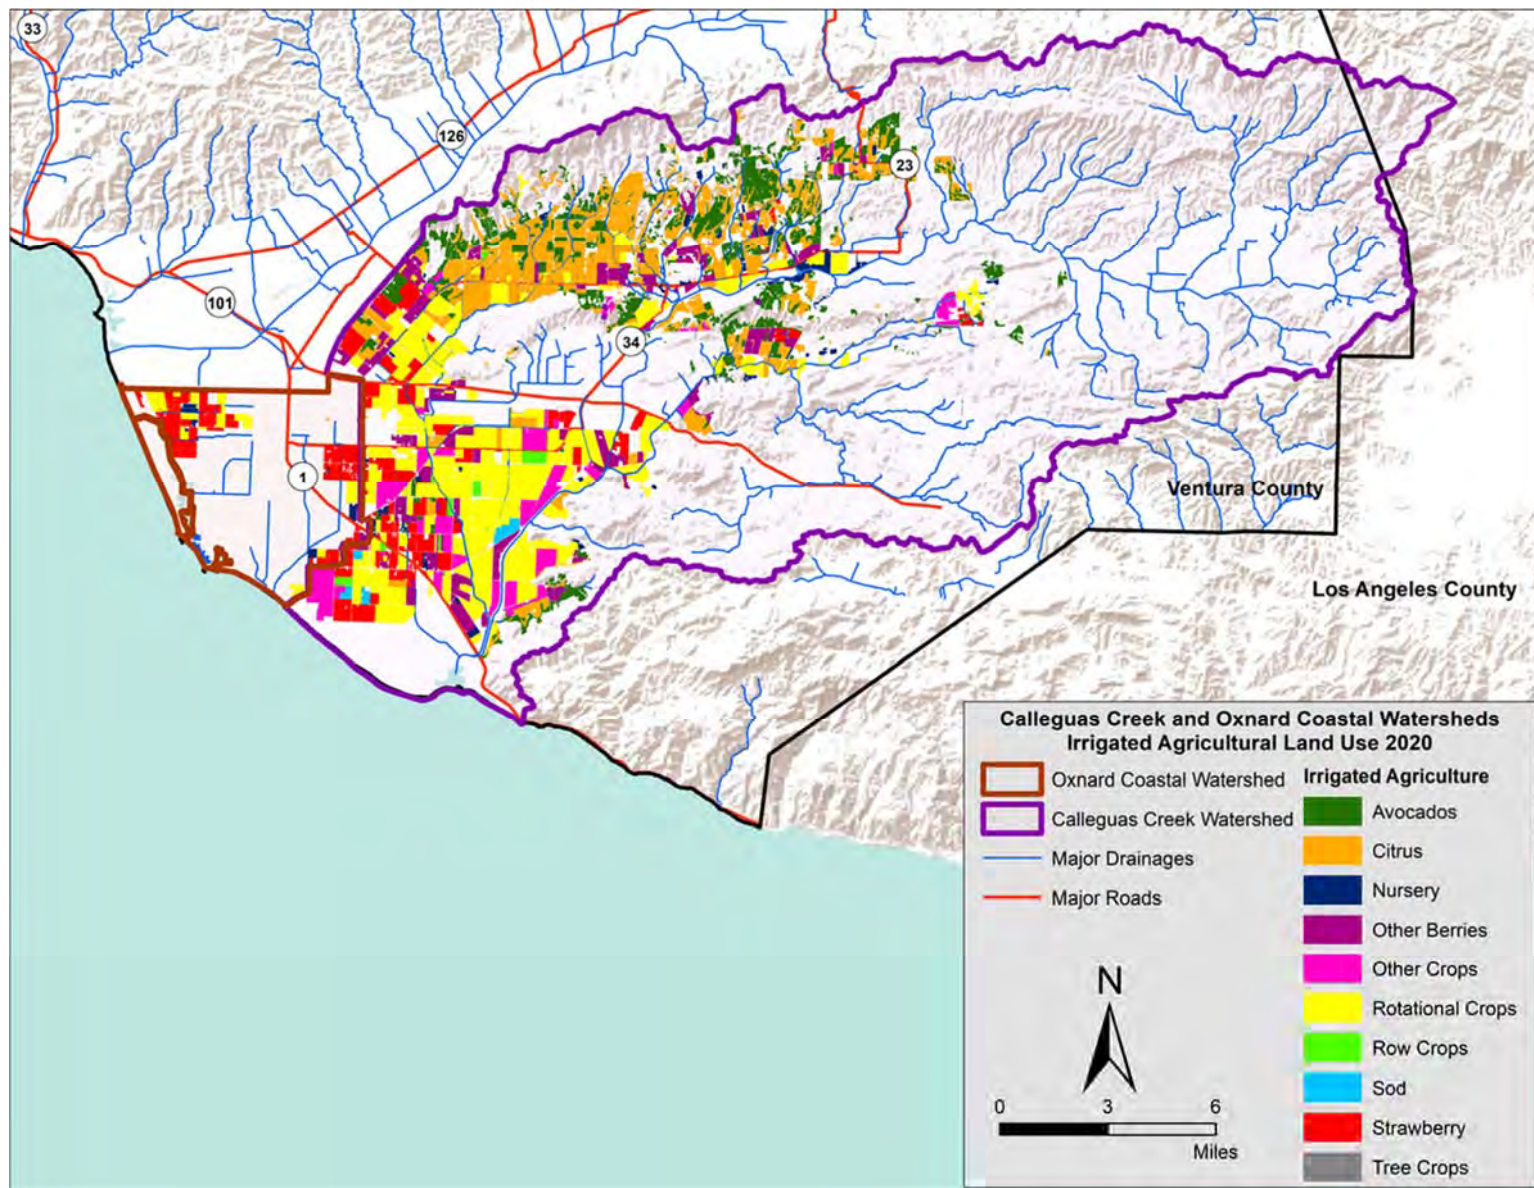 33
126
23
101
34
1
Ventura County
Los Angeles County
Calleguas Creek and Oxnard Coastal Watersheds
Irrigated Agricultural Land Use 2020
Oxnard Coastal Watershed
Calleguas Creek Watershed
Major Drainages
Major Roads
Irrigated Agriculture
Avocados
Citrus
Nursery
Other Berries
Other Crops
Rotational Crops
Row Crops
Sod
Strawberry
Tree Crops
N
0 3 6
Miles